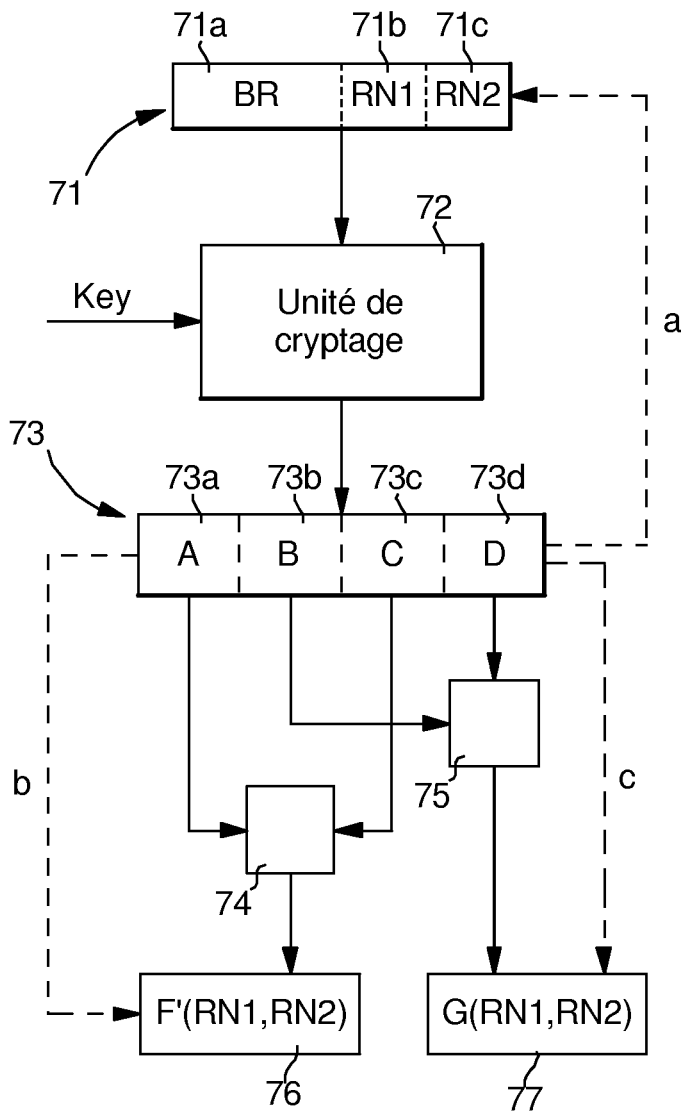 71a 71b 71c
BR RN1 RN2
71
72
Key
Unité de
cryptage
a
73
73a 73b 73c 73d
A B C D
b
75
c
74
F'(RN1,RN2) G(RN1,RN2)
76 77